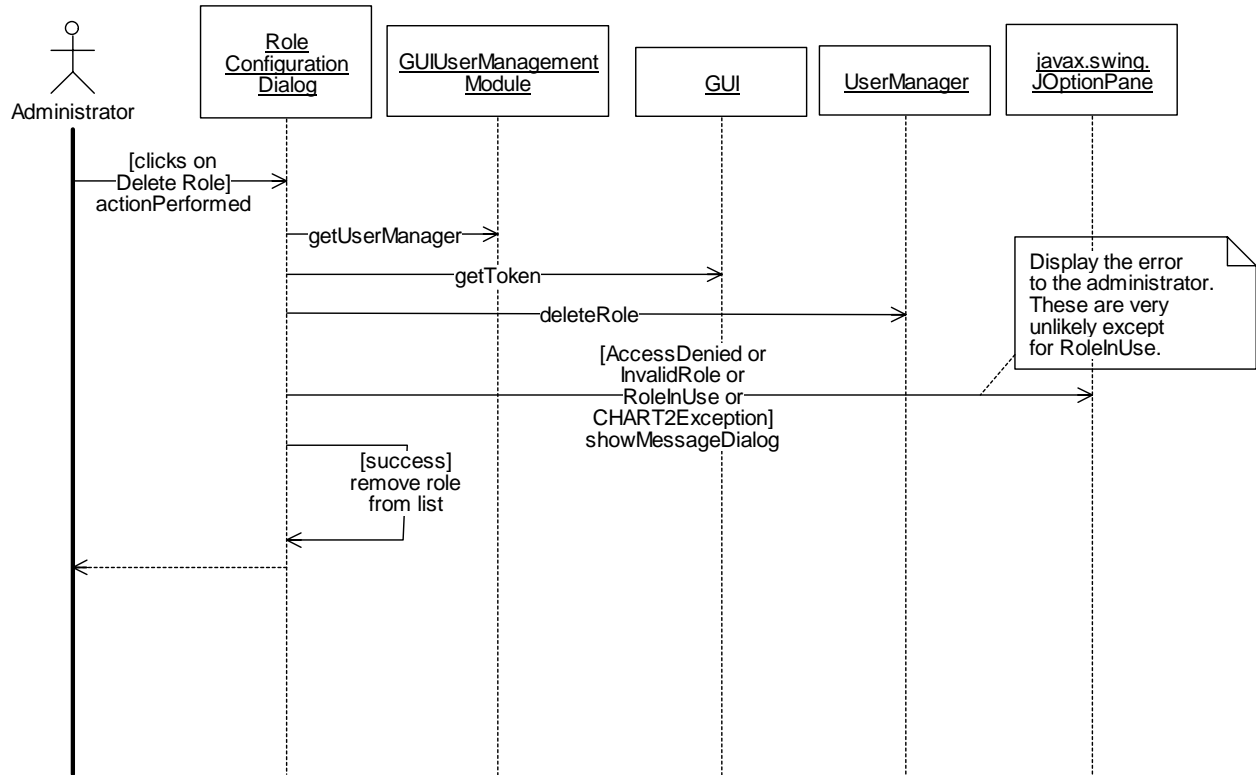 Administrator
Role
Configuration
Dialog
GUIUserManagement
Module
GUI
UserManager
javax.swing.
JOptionPane
[clicks on
Delete Role]
actionPerformed
getUserManager
getToken
deleteRole
Display the error
to the administrator.
These are very
unlikely except
for RoleInUse.
[AccessDenied or
InvalidRole or
RoleInUse or
CHART2Exception]
showMessageDialog
[success]
remove role
from list